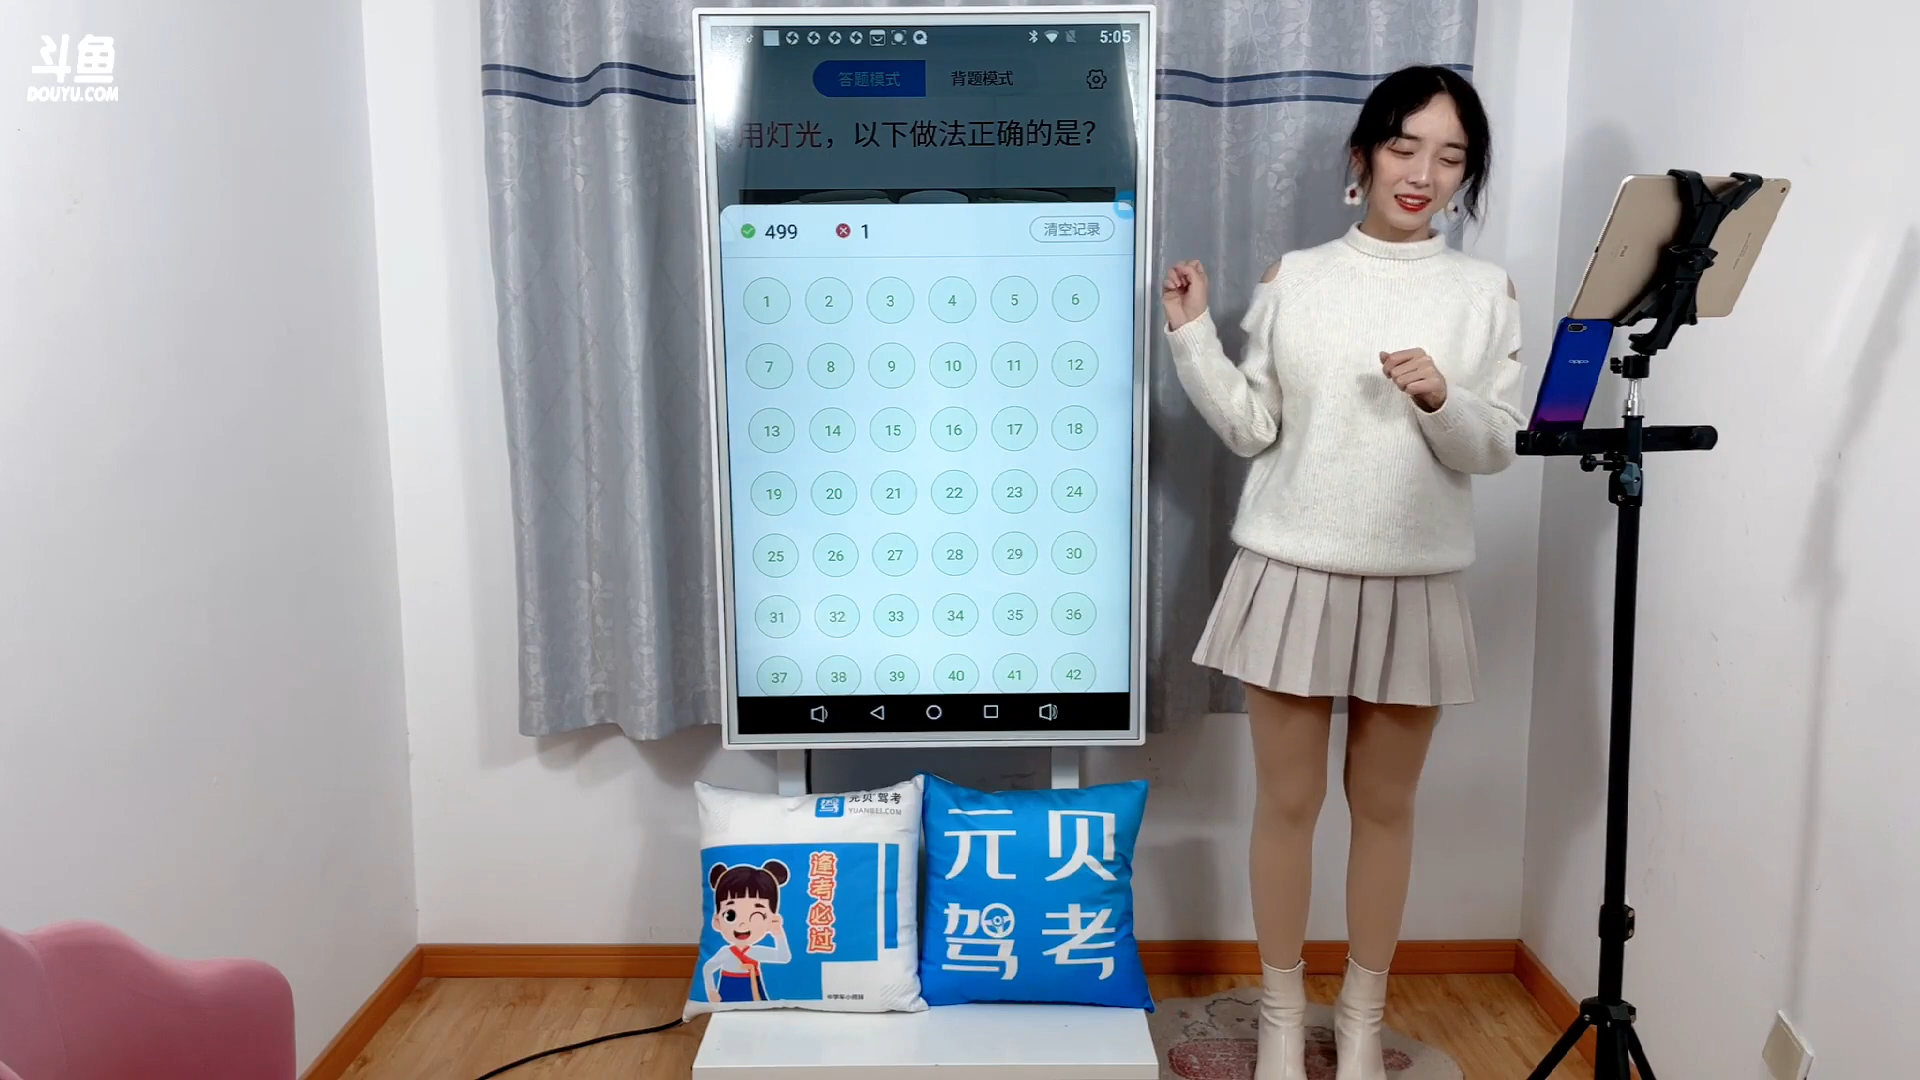 斗鱼
DOUYU.COM
5:05
答题模式 背题模式
用灯光，以下做法正确的是？
499 1 清空记录
1 2 3 4 5 6
7 8 9 10 11 12
13 14 15 16 17 18
19 20 21 22 23 24
25 26 27 28 29 30
31 32 33 34 35 36
37 38 39 40 41 42
oppo
驾 元贝驾考
YUANBEI.COM
逢考必过
元贝
驾考